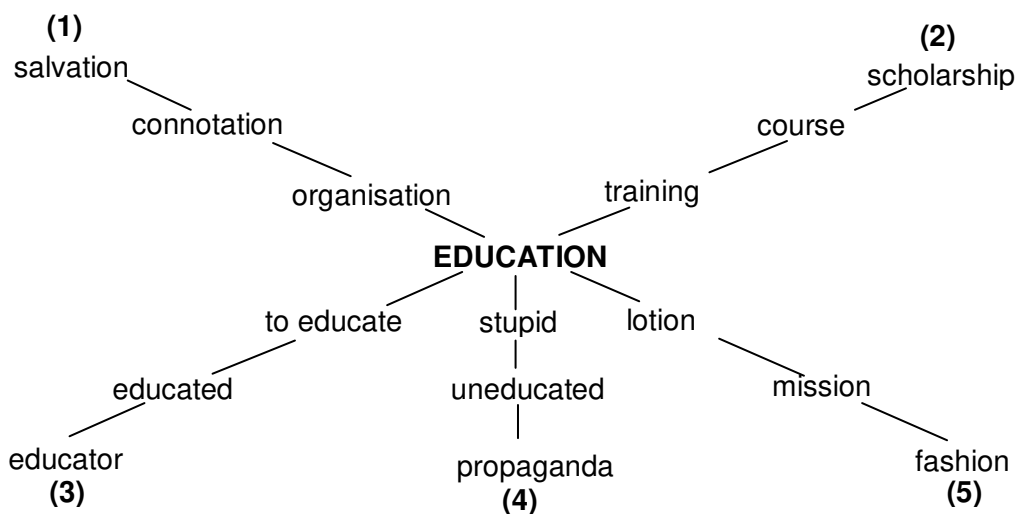 (1)
salvation
(2)
scholarship
connotation
course
organisation
training
EDUCATION
to educate
stupid
lotion
educated
uneducated
mission
educator
(3)
propaganda
(4)
fashion
(5)